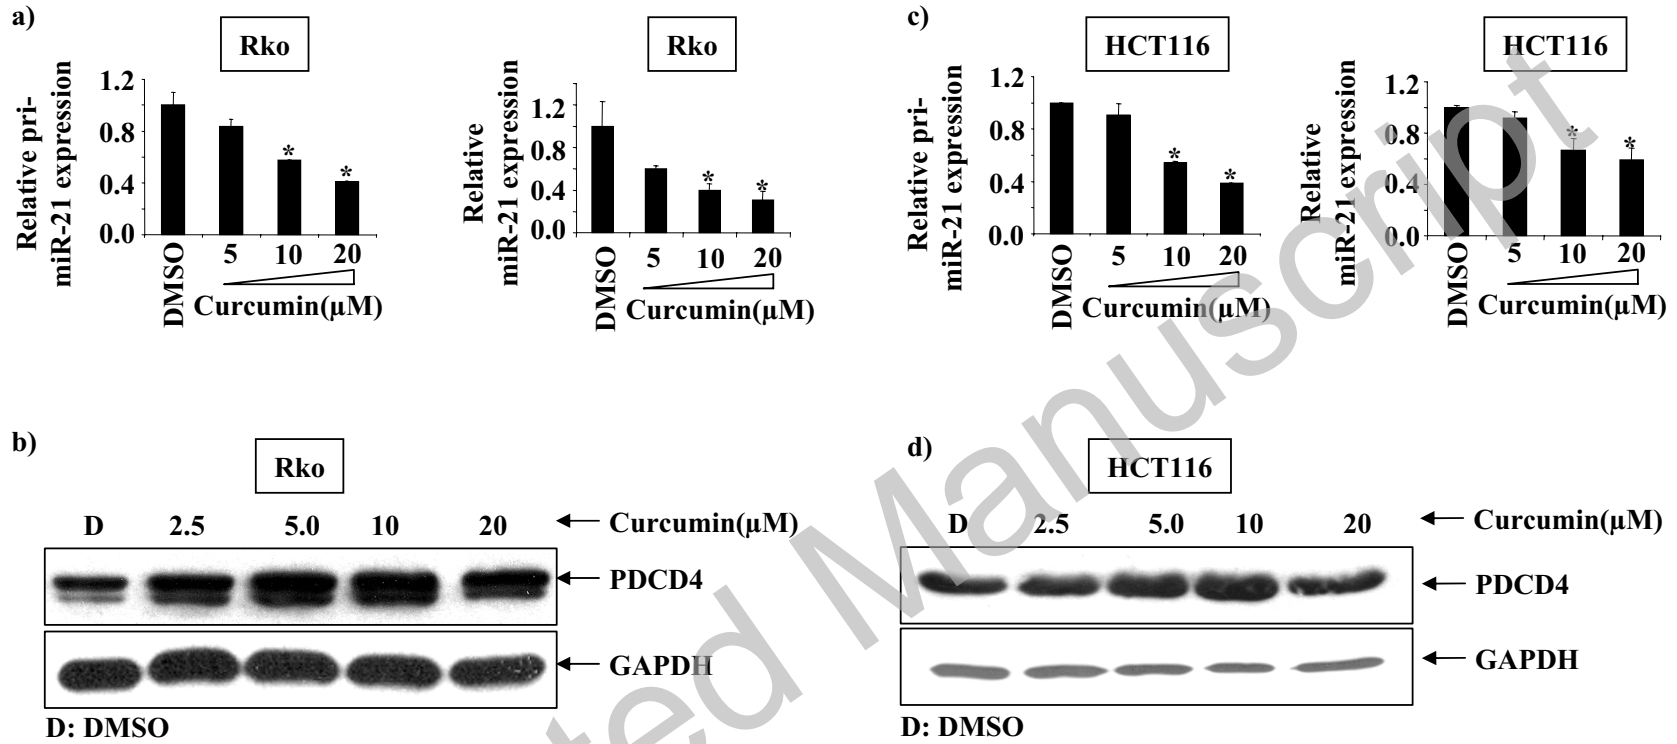 a)
Rko
Relative pri-
miR-21 expression
1.2
0.8
0.4
0.0
DMSO
5 10 20
Curcumin(µM)
Rko
Relative
miR-21 expression
1.2
0.8
0.4
0.0
DMSO
5 10 20
Curcumin(µM)
* *
* *
c)
HCT116
Relative pri-
miR-21 expression
1.2
0.8
0.4
0.0
DMSO
5 10 20
Curcumin(µM)
HCT116
Relative
miR-21 expression
1.2
0.8
0.4
0.0
DMSO
5 10 20
Curcumin(µM)
* *
* *
b)
Rko
D 2.5 5.0 10 20 Curcumin(µM)
PDCD4
GAPDH
D: DMSO
d)
HCT116
D 2.5 5.0 10 20 Curcumin(µM)
PDCD4
GAPDH
D: DMSO
ted Manuscript